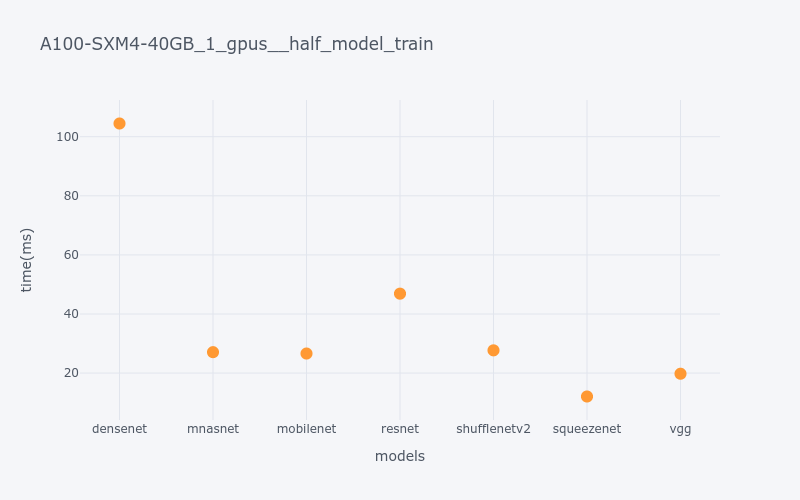 A100-SXM4-40GB_1_gpus__half_model_train
time(ms)
100
80
60
40
20
densenet mnasnet mobilenet resnet shufflenetv2 squeezenet vgg
models